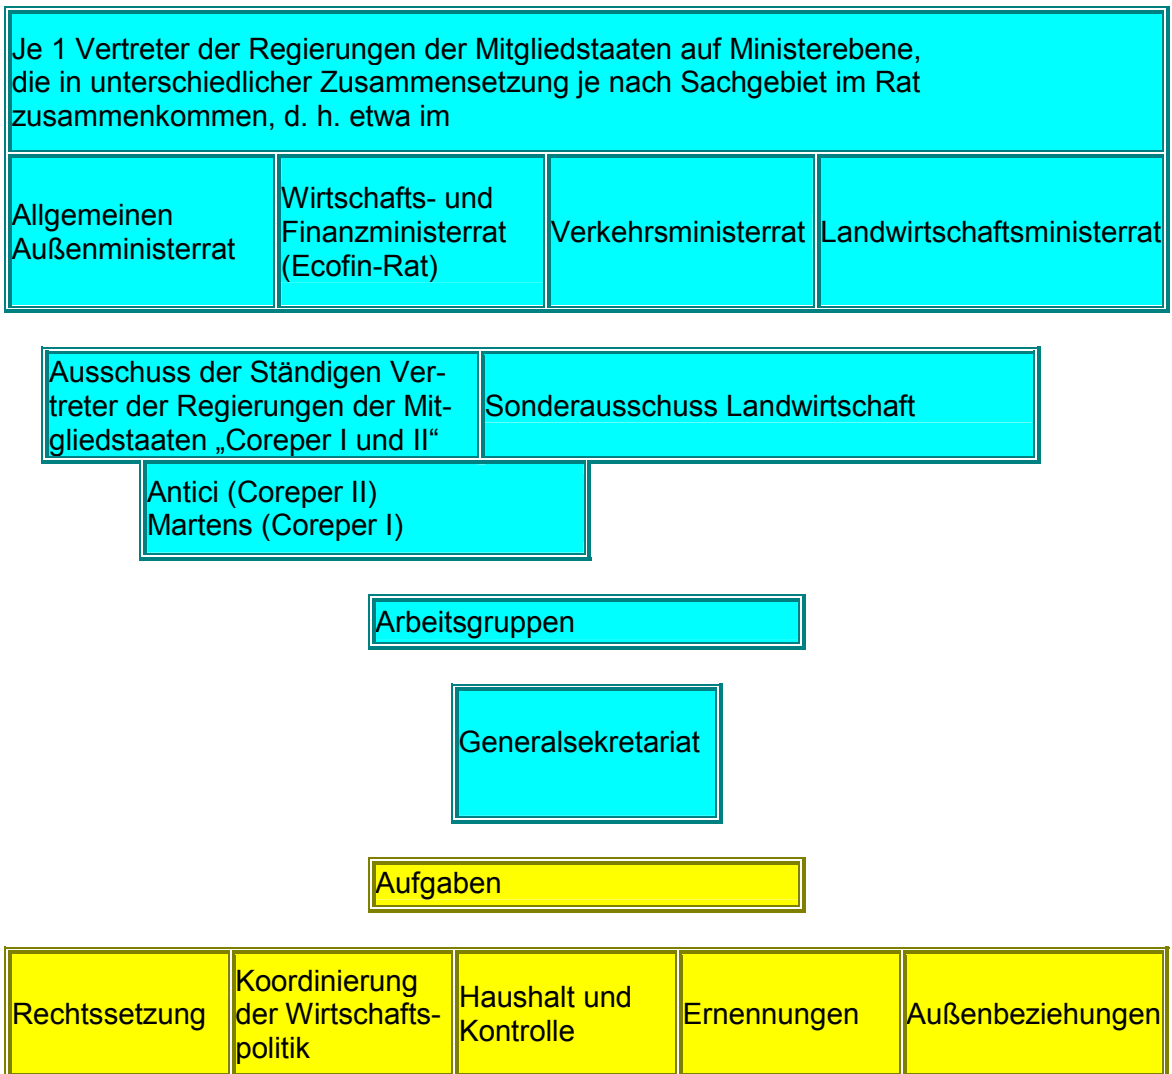 Je 1 Vertreter der Regierungen der Mitgliedstaaten auf Ministerebene,
die in unterschiedlicher Zusammensetzung je nach Sachgebiet im Rat
zusammenkommen, d. h. etwa im
Allgemeinen
Außenministerrat
Wirtschafts- und
Finanzministerrat
(Ecofin-Rat)
Verkehrsministerrat
Landwirtschaftsministerrat
Ausschuss der Ständigen Ver-
treter der Regierungen der Mit-
gliedstaaten „Coreper I und II“
Sonderausschuss Landwirtschaft
Antici (Coreper II)
Martens (Coreper I)
Arbeitsgruppen
Generalsekretariat
Aufgaben
Rechtssetzung
Koordinierung
der Wirtschafts-
politik
Haushalt und
Kontrolle
Ernennungen
Außenbeziehungen